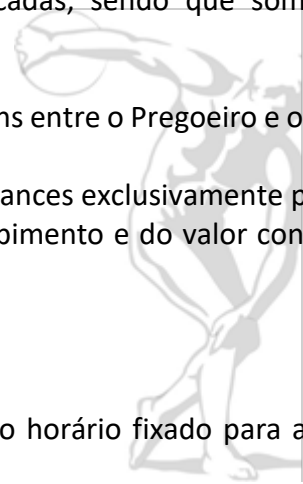 cadas, sendo que som
ns entre o Pregoeiro e o
ances exclusivamente p
bimento e do valor con
o horário fixado para a